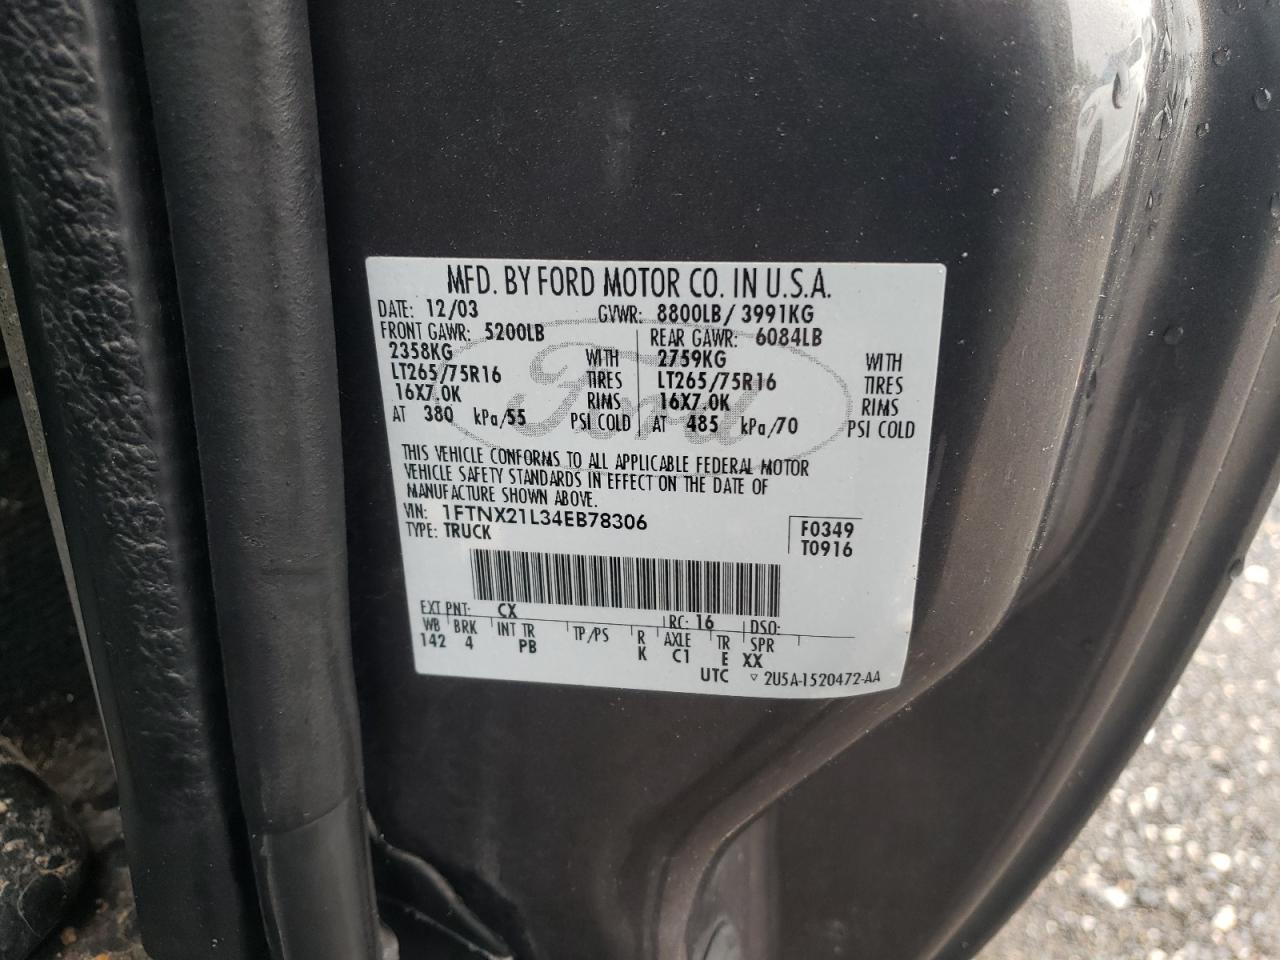 MFD. BY FORD MOTOR CO. IN U.S.A.
DATE: 12/03 GVWR: 8800LB/ 3991KG
FRONT GAWR: 5200LB REAR GAWR: 6084LB
2358KG WITH 2759KG WITH
LT265/75R16 TIRES LT265/75R16 TIRES
16X7.0K RIMS 16X7.0K RIMS
AT 380 kPa/55 PSI COLD AT 485 kPa/70 PSI COLD
Ford
THIS VEHICLE CONFORMS TO ALL APPLICABLE FEDERAL MOTOR
VEHICLE SAFETY STANDARDS IN EFFECT ON THE DATE OF
MANUFACTURE SHOWN ABOVE.
VIN: 1FTNX21L34EB78306 F0349
TYPE: TRUCK T0916
EXT PNT: CX RC: 16 DSO:
WB BRK INT TR TP/PS R AXLE TR SPR
142 4 PB K C1 E XX
UTC ▽ 2U5A-1520472-AA